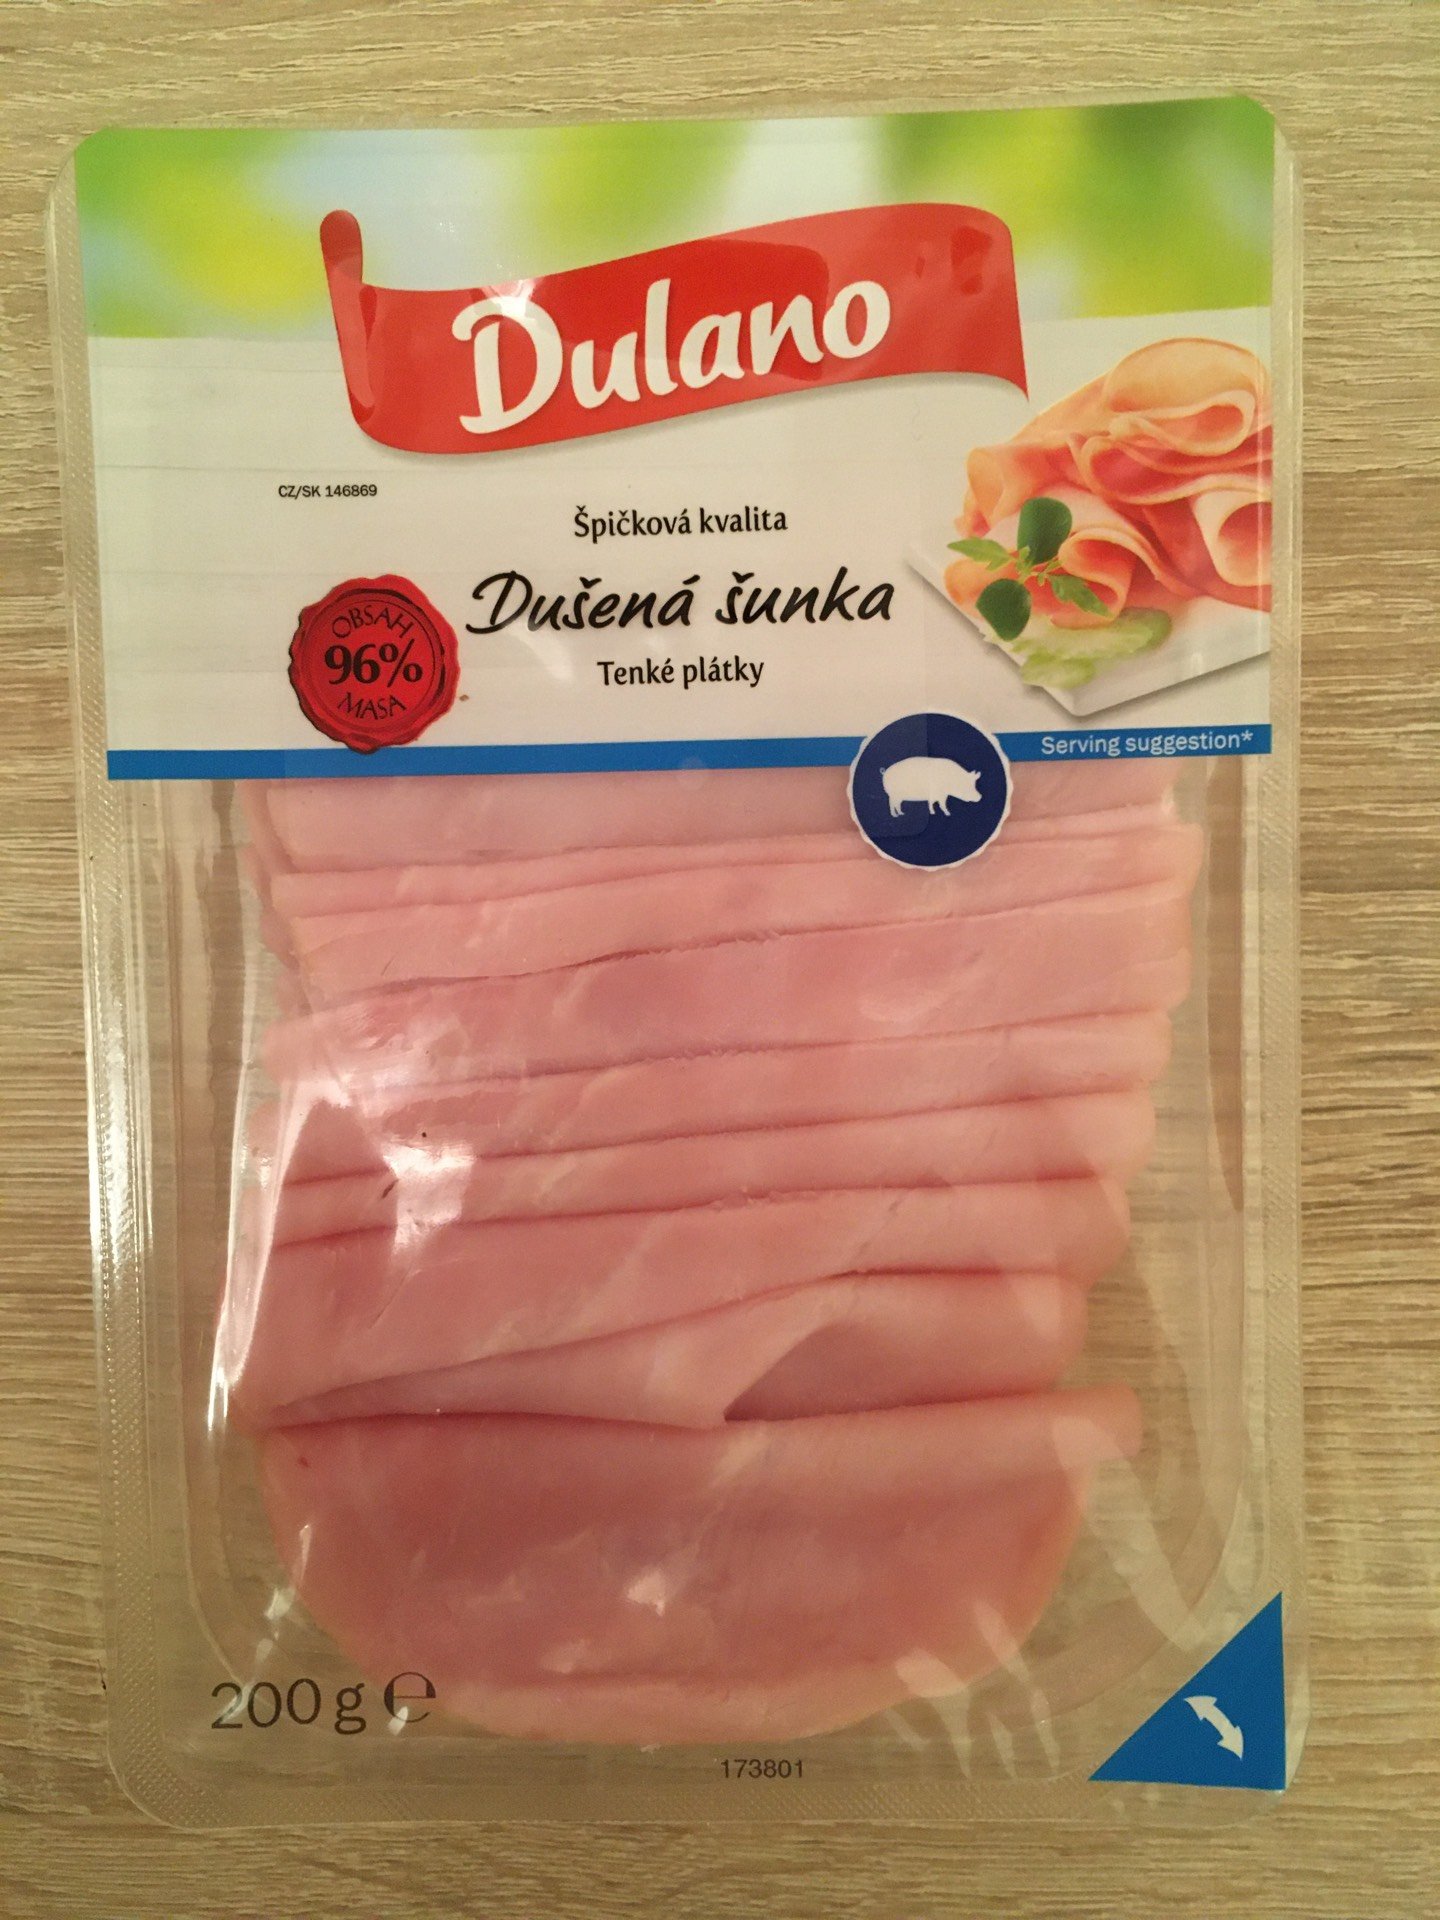 Dulano
CZ/SK 146869
Špičková kvalita
Dušená šunka
Tenké plátky
OBSAH
96%
MASA
Serving suggestion*
200 g ℮
173801